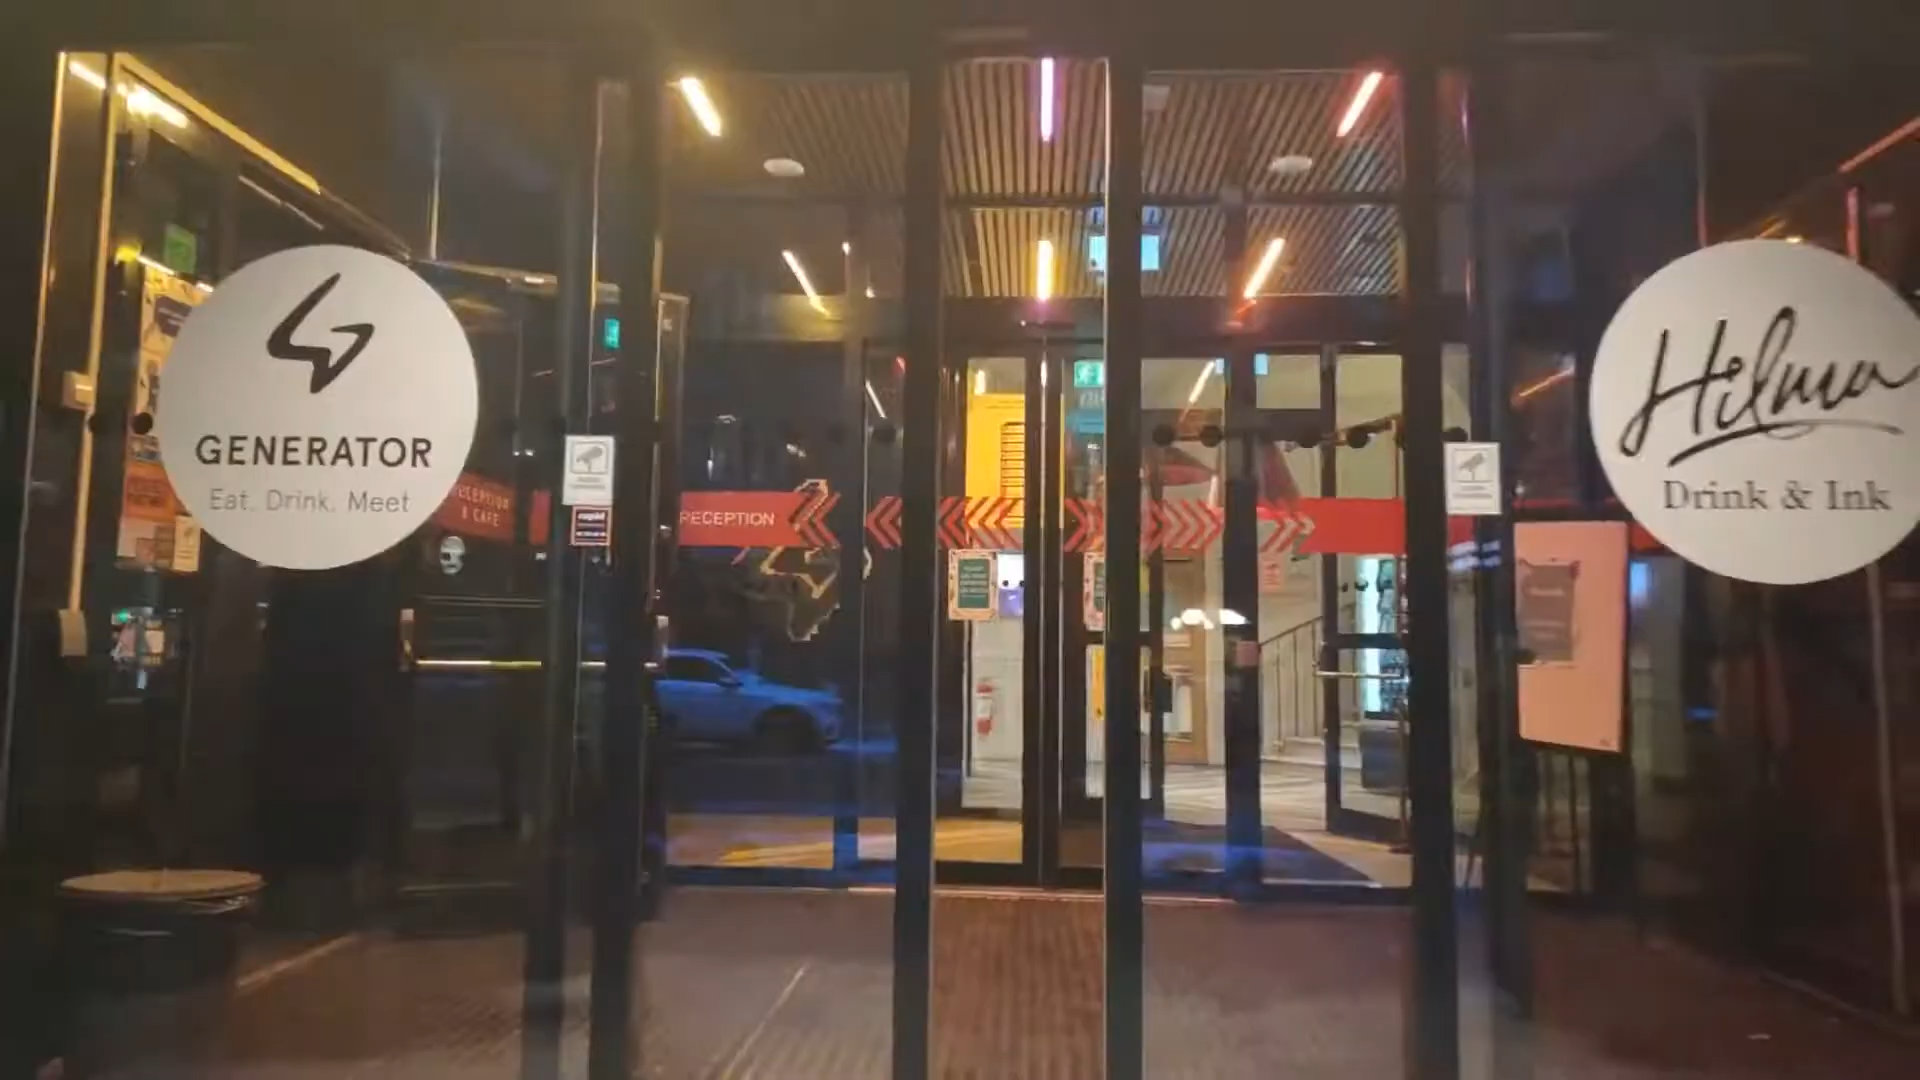 GENERATOR
Eat. Drink. Meet
RECEPTION
& CAFE
RECEPTION
Hilma
Drink & Ink